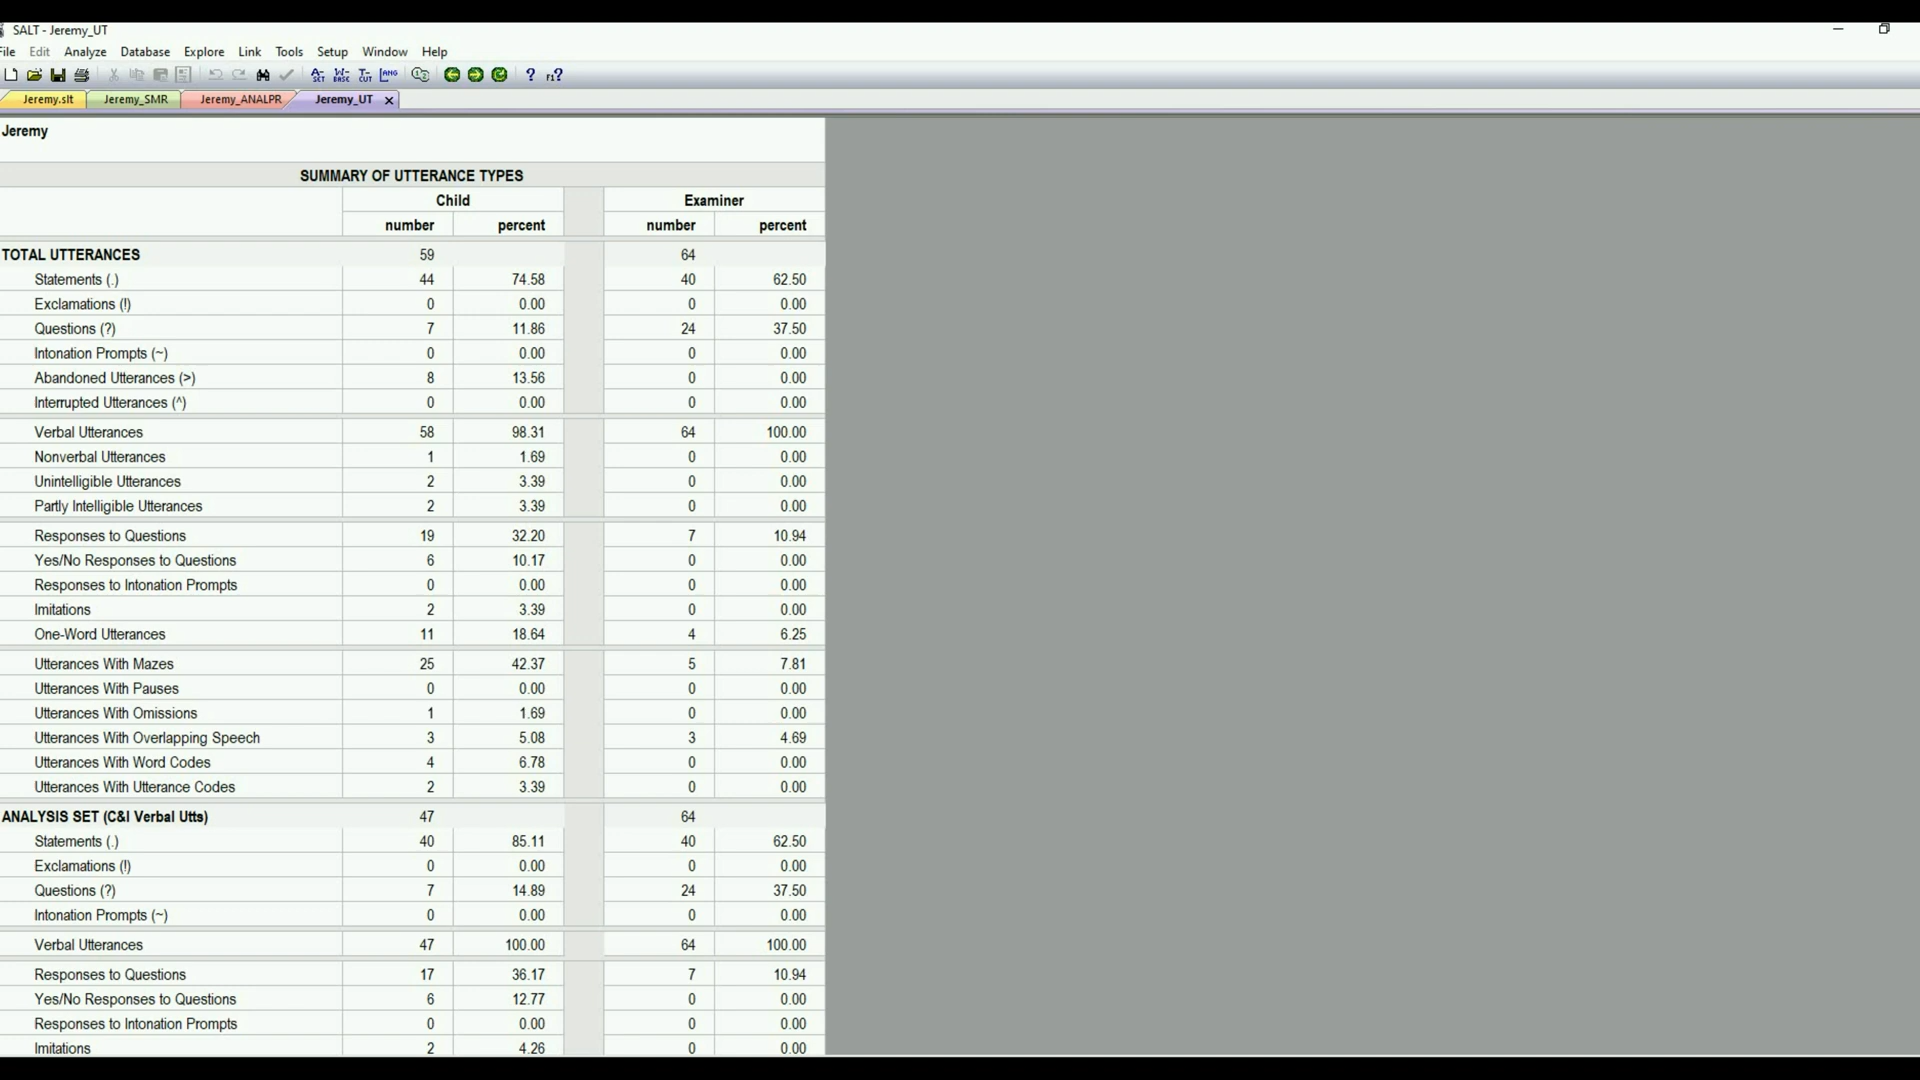 SALT - Jeremy_UT
File Edit Analyze Database Explore Link Tools Setup Window Help
A-SET W-BASE T-CUT LANG ? F1?
Jeremy.slt Jeremy_SMR Jeremy_ANALPR Jeremy_UT
Jeremy
SUMMARY OF UTTERANCE TYPES
Child Examiner
number percent number percent
TOTAL UTTERANCES 59 64
Statements (.) 44 74.58 40 62.50
Exclamations (!) 0 0.00 0 0.00
Questions (?) 7 11.86 24 37.50
Intonation Prompts (~) 0 0.00 0 0.00
Abandoned Utterances (>) 8 13.56 0 0.00
Interrupted Utterances (^) 0 0.00 0 0.00
Verbal Utterances 58 98.31 64 100.00
Nonverbal Utterances 1 1.69 0 0.00
Unintelligible Utterances 2 3.39 0 0.00
Partly Intelligible Utterances 2 3.39 0 0.00
Responses to Questions 19 32.20 7 10.94
Yes/No Responses to Questions 6 10.17 0 0.00
Responses to Intonation Prompts 0 0.00 0 0.00
Imitations 2 3.39 0 0.00
One-Word Utterances 11 18.64 4 6.25
Utterances With Mazes 25 42.37 5 7.81
Utterances With Pauses 0 0.00 0 0.00
Utterances With Omissions 1 1.69 0 0.00
Utterances With Overlapping Speech 3 5.08 3 4.69
Utterances With Word Codes 4 6.78 0 0.00
Utterances With Utterance Codes 2 3.39 0 0.00
ANALYSIS SET (C&I Verbal Utts) 47 64
Statements (.) 40 85.11 40 62.50
Exclamations (!) 0 0.00 0 0.00
Questions (?) 7 14.89 24 37.50
Intonation Prompts (~) 0 0.00 0 0.00
Verbal Utterances 47 100.00 64 100.00
Responses to Questions 17 36.17 7 10.94
Yes/No Responses to Questions 6 12.77 0 0.00
Responses to Intonation Prompts 0 0.00 0 0.00
Imitations 2 4.26 0 0.00